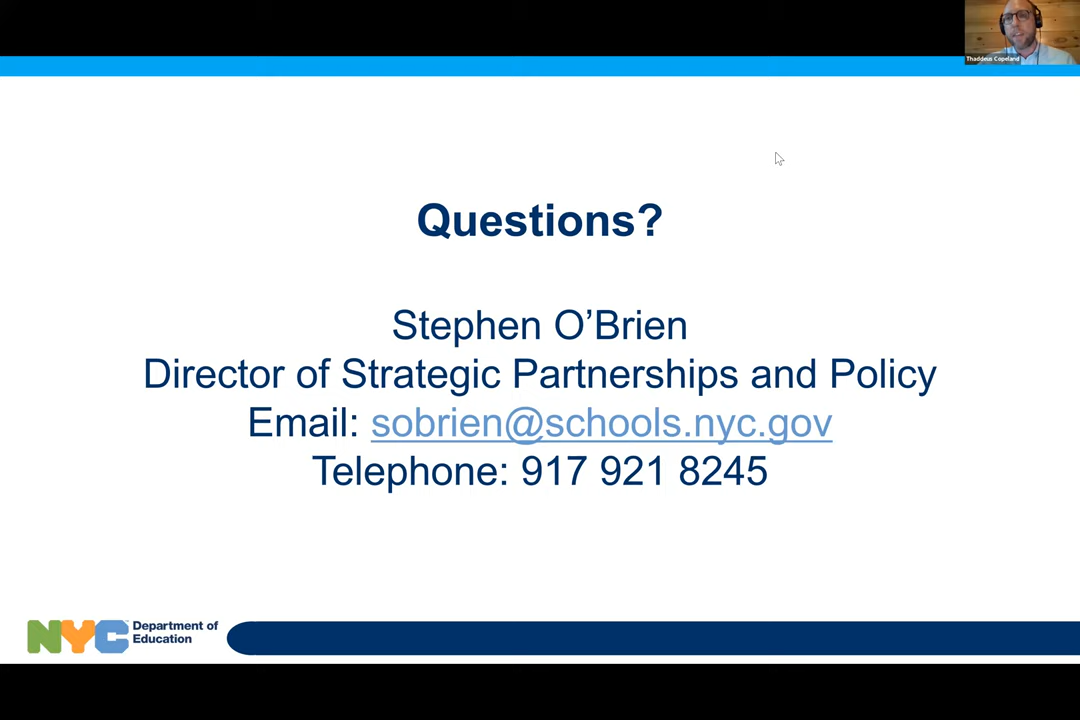 Thaddeus Copeland
Questions?
Stephen O’Brien
Director of Strategic Partnerships and Policy
Email: sobrien@schools.nyc.gov
Telephone: 917 921 8245
NYC Department of
Education